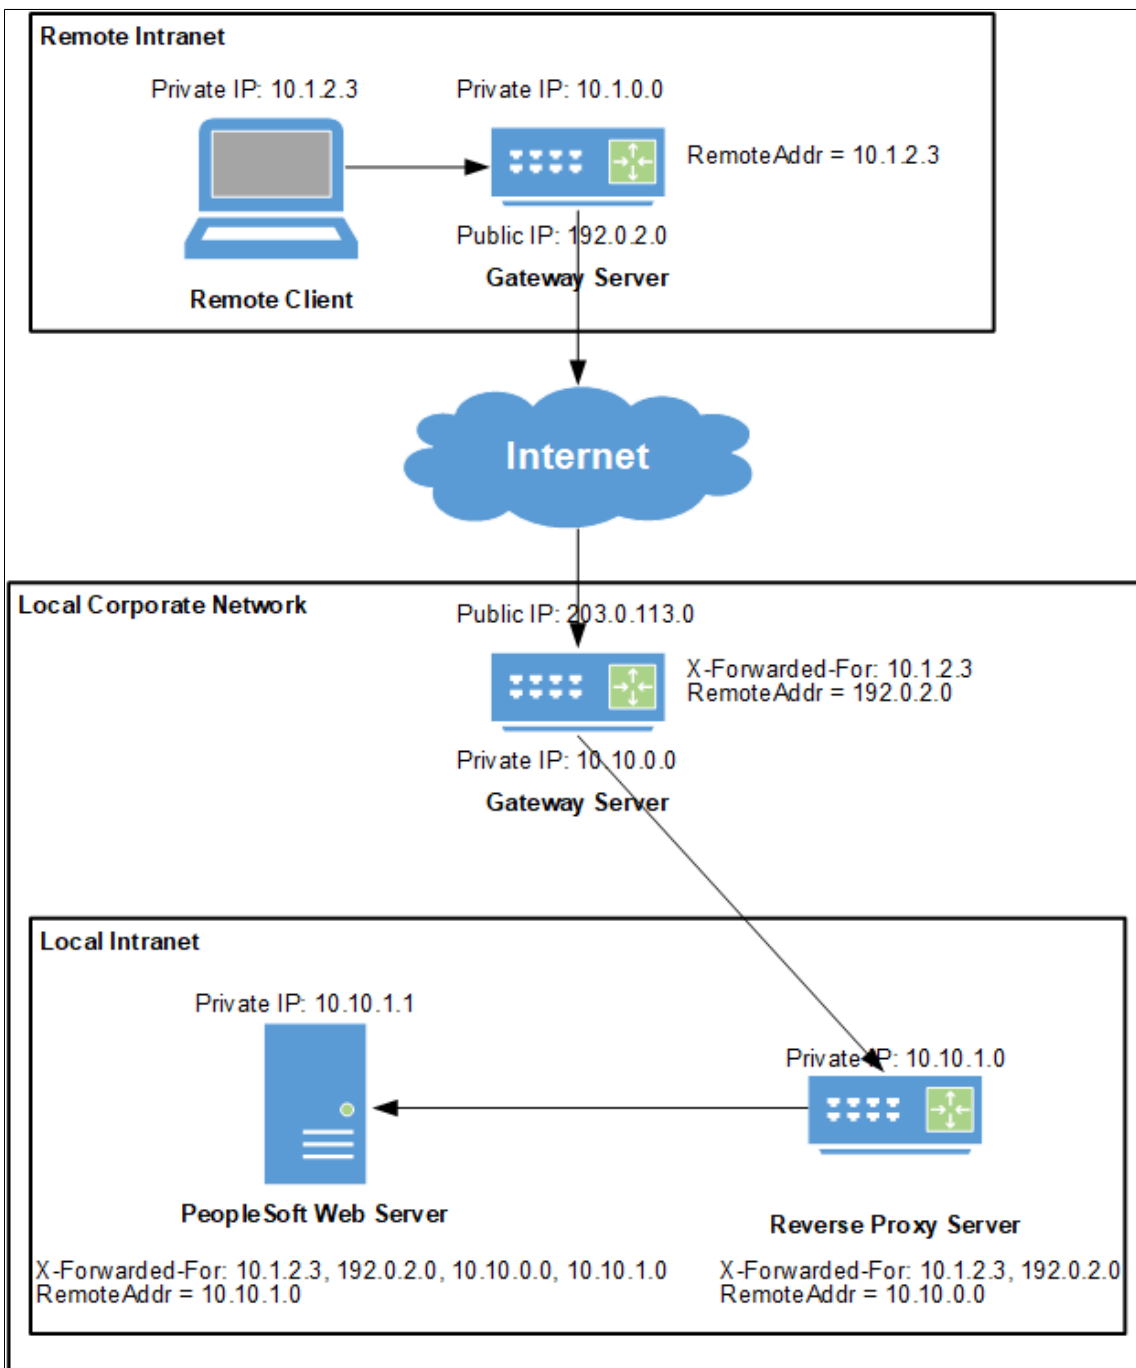 Remote Intranet
Private IP: 10.1.2.3
Private IP: 10.1.0.0
RemoteAddr = 10.1.2.3
Public IP: 192.0.2.0
Gateway Server
Remote Client
Internet
Local Corporate Network
Public IP: 203.0.113.0
X-Forwarded-For: 10.1.2.3
RemoteAddr = 192.0.2.0
Private IP: 10.10.0.0
Gateway Server
Local Intranet
Private IP: 10.10.1.1
Private IP: 10.10.1.0
PeopleSoft Web Server
Reverse Proxy Server
X-Forwarded-For: 10.1.2.3, 192.0.2.0, 10.10.0.0, 10.10.1.0
RemoteAddr = 10.10.1.0
X-Forwarded-For: 10.1.2.3, 192.0.2.0
RemoteAddr = 10.10.0.0